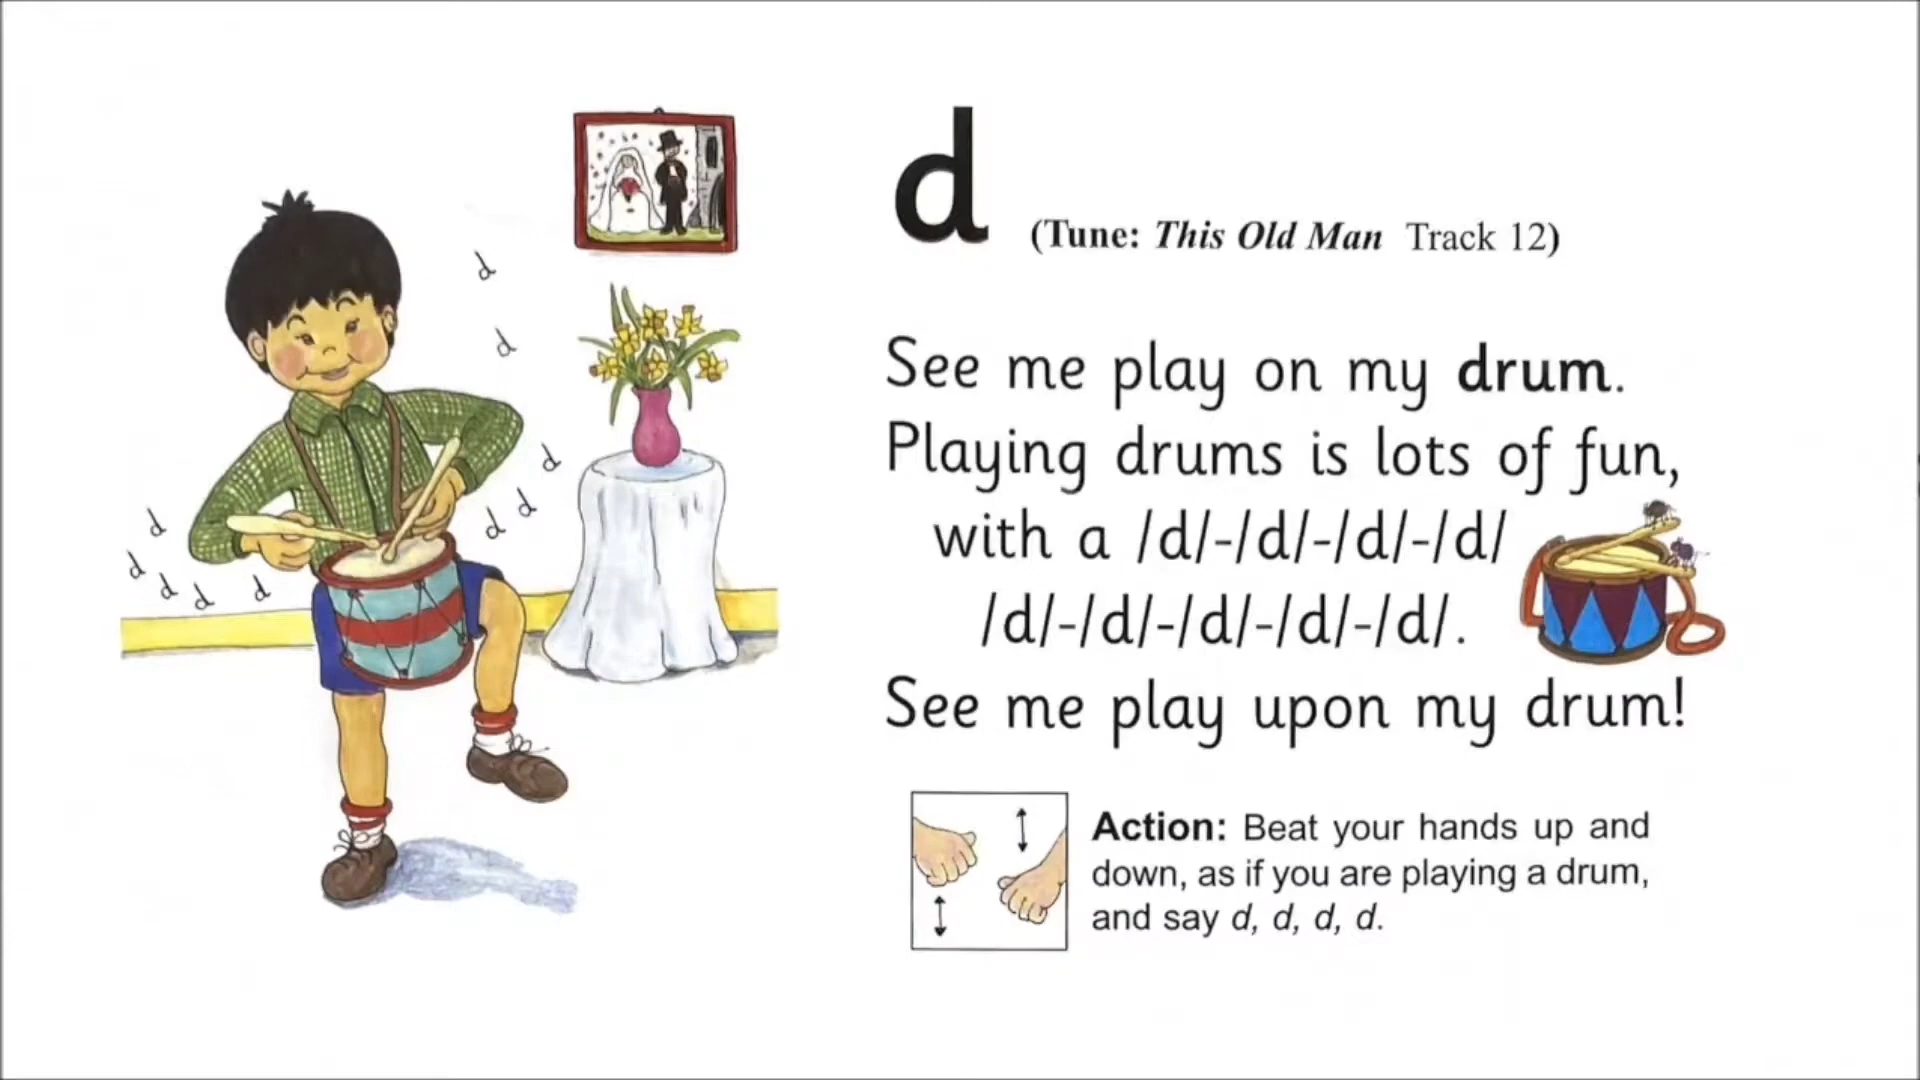 d
(Tune: This Old Man Track 12)
See me play on my drum.
Playing drums is lots of fun,
with a /d/-/d/-/d/-/d/
/d/-/d/-/d/-/d/-/d/.
See me play upon my drum!
Action: Beat your hands up and
down, as if you are playing a drum,
and say d, d, d, d.
d
d
d
d
d
d
d
d
d
d